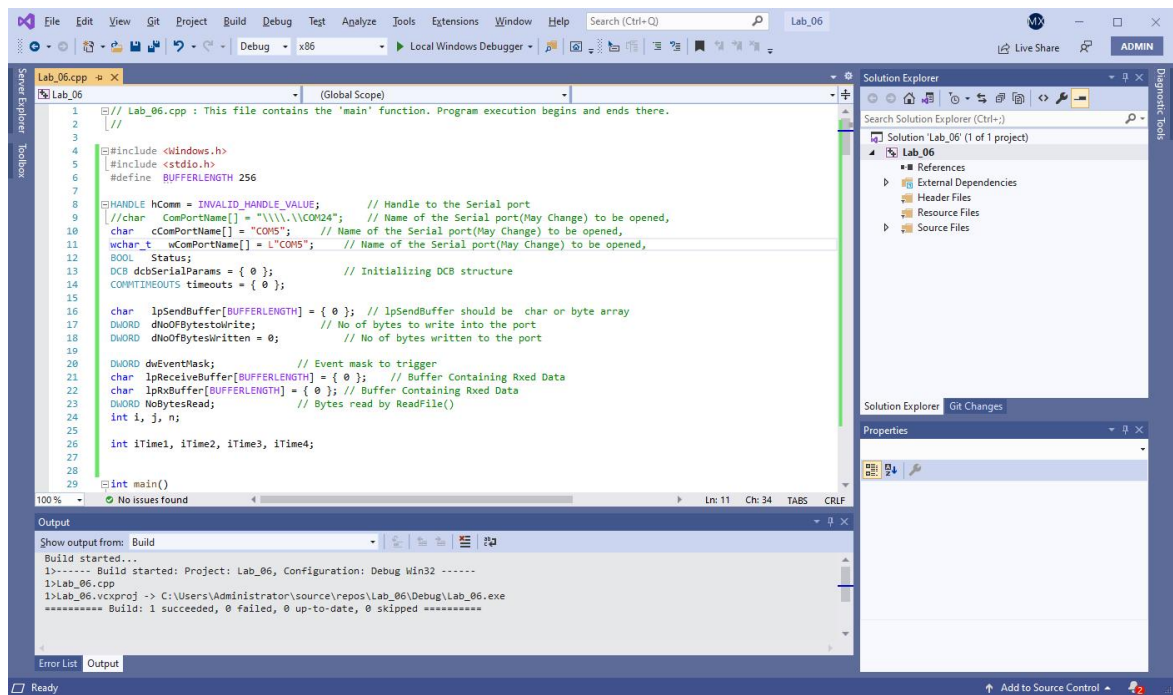 File Edit View Git Project Build Debug Test Analyze Tools Extensions Window Help Search (Ctrl+Q) Lab_06 MX
Debug x86 Local Windows Debugger Live Share ADMIN
Server Explorer
Toolbox
Lab_06.cpp
Lab_06 (Global Scope)
1 // Lab_06.cpp : This file contains the 'main' function. Program execution begins and ends there.
2 //
3
4 #include <Windows.h>
5 #include <stdio.h>
6 #define BUFFERLENGTH 256
7
8 HANDLE hComm = INVALID_HANDLE_VALUE; // Handle to the Serial port
9 //char ComPortName[] = "\\\\.\\COM24"; // Name of the Serial port(May Change) to be opened,
10 char cComPortName[] = "COM5"; // Name of the Serial port(May Change) to be opened,
11 wchar_t wComPortName[] = L"COM5"; // Name of the Serial port(May Change) to be opened,
12 BOOL Status;
13 DCB dcbSerialParams = { 0 }; // Initializing DCB structure
14 COMMTIMEOUTS timeouts = { 0 };
15
16 char lpSendBuffer[BUFFERLENGTH] = { 0 }; // lpSendBuffer should be char or byte array
17 DWORD dNoOFBytestoWrite; // No of bytes to write into the port
18 DWORD dNoOfBytesWritten = 0; // No of bytes written to the port
19
20 DWORD dwEventMask; // Event mask to trigger
21 char lpReceiveBuffer[BUFFERLENGTH] = { 0 }; // Buffer Containing Rxed Data
22 char lpRxBuffer[BUFFERLENGTH] = { 0 }; // Buffer Containing Rxed Data
23 DWORD NoBytesRead; // Bytes read by ReadFile()
24 int i, j, n;
25
26 int iTime1, iTime2, iTime3, iTime4;
27
28
29 int main()
100 % No issues found Ln: 11 Ch: 34 TABS CRLF
Output
Show output from: Build
Build started...
1>------ Build started: Project: Lab_06, Configuration: Debug Win32 ------
1>Lab_06.cpp
1>Lab_06.vcxproj -> C:\Users\Administrator\source\repos\Lab_06\Debug\Lab_06.exe
========== Build: 1 succeeded, 0 failed, 0 up-to-date, 0 skipped ==========
Error List Output
Solution Explorer
Search Solution Explorer (Ctrl+;)
Solution 'Lab_06' (1 of 1 project)
Lab_06
References
External Dependencies
Header Files
Resource Files
Source Files
Solution Explorer Git Changes
Properties
Diagnostic Tools
Ready Add to Source Control 2